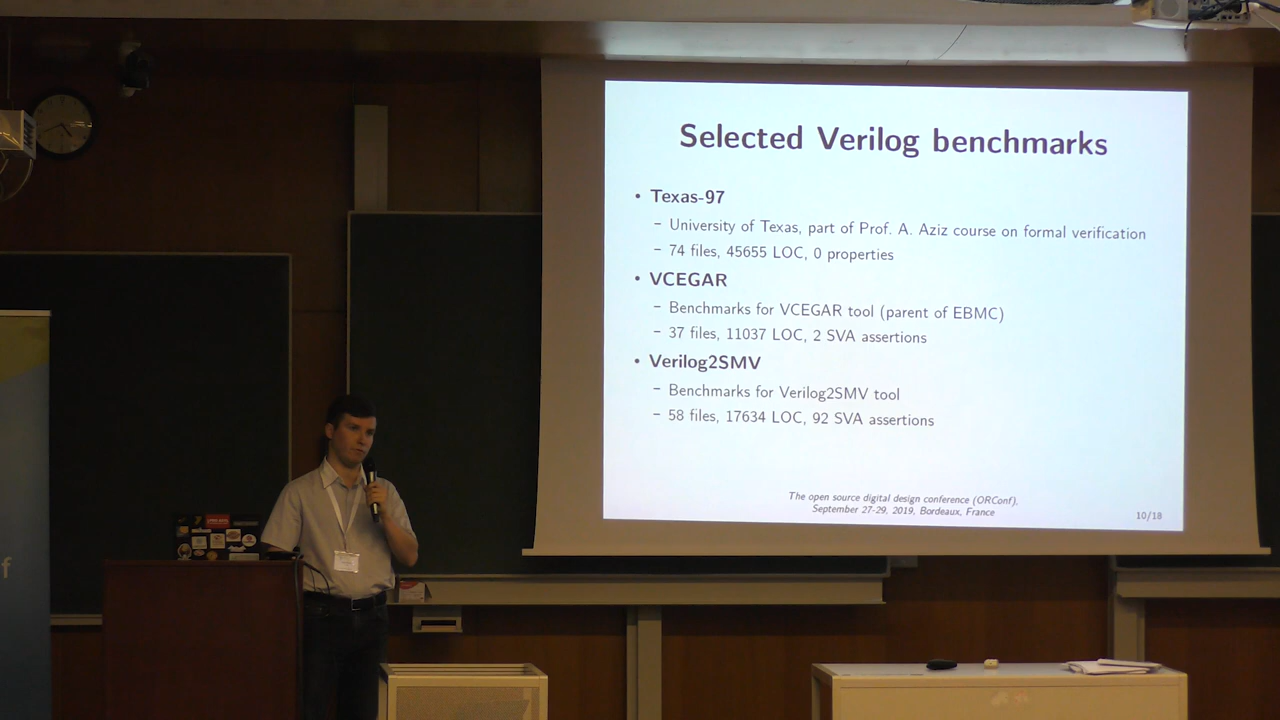 Selected Verilog benchmarks
• Texas-97
– University of Texas, part of Prof. A. Aziz course on formal verification
– 74 files, 45655 LOC, 0 properties
• VCEGAR
– Benchmarks for VCEGAR tool (parent of EBMC)
– 37 files, 11037 LOC, 2 SVA assertions
• Verilog2SMV
– Benchmarks for Verilog2SMV tool
– 58 files, 17634 LOC, 92 SVA assertions
The open source digital design conference (ORConf),
September 27-29, 2019, Bordeaux, France
10/18
f